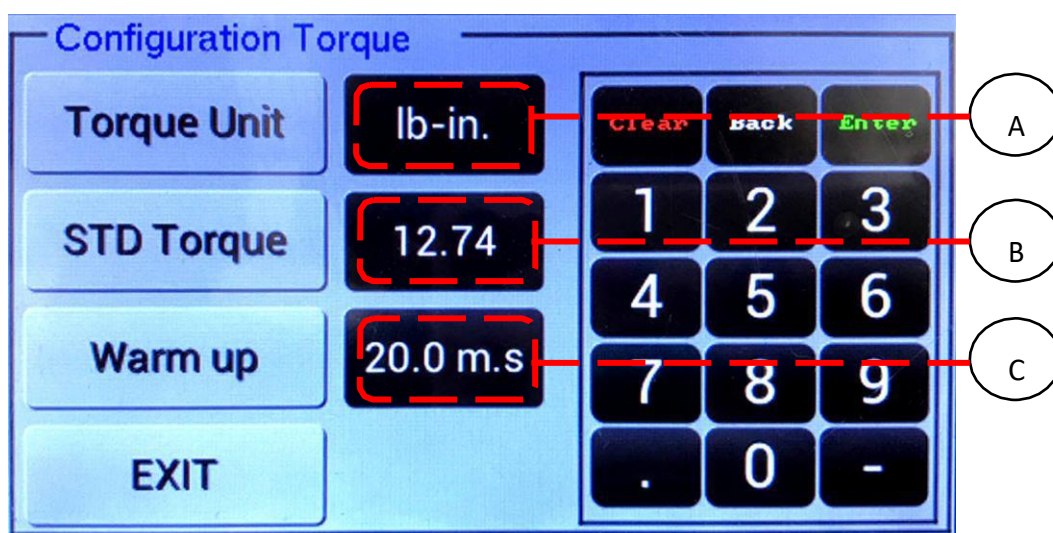 Configuration Torque
Torque Unit lb-in.
STD Torque 12.74
Warm up 20.0 m.s
EXIT
Clear Back Enter
1 2 3
4 5 6
7 8 9
. 0 -
A
B
C